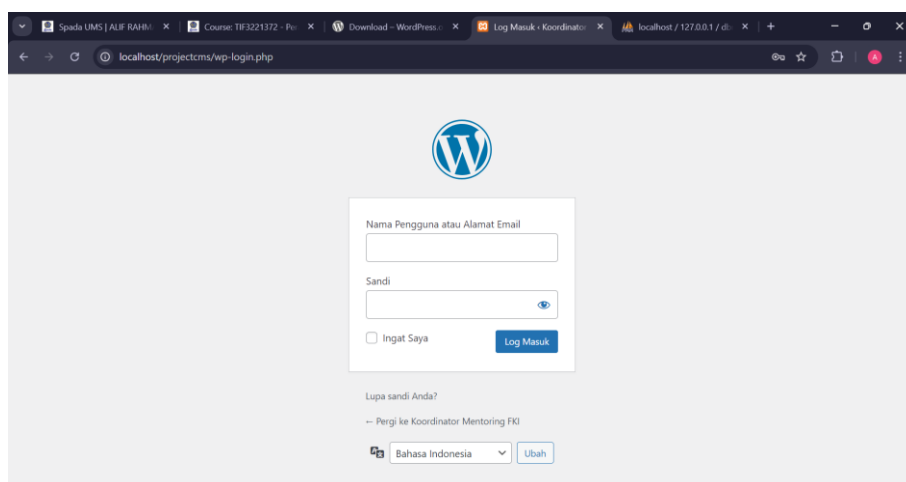 Spada UMS | ALIF RAHMA
Course: TIF3221372 - Pe
Download – WordPress.o
Log Masuk ‹ Koordinator
localhost / 127.0.0.1 / db
localhost/projectcms/wp-login.php
A
Nama Pengguna atau Alamat Email
Sandi
Ingat Saya
Log Masuk
Lupa sandi Anda?
← Pergi ke Koordinator Mentoring FKI
Bahasa Indonesia
Ubah